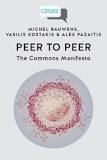 CDSMS
MICHEL BAUWENS,
VASILIS KOSTAKIS & ALEX PAZAITIS
PEER TO PEER
The Commons Manifesto